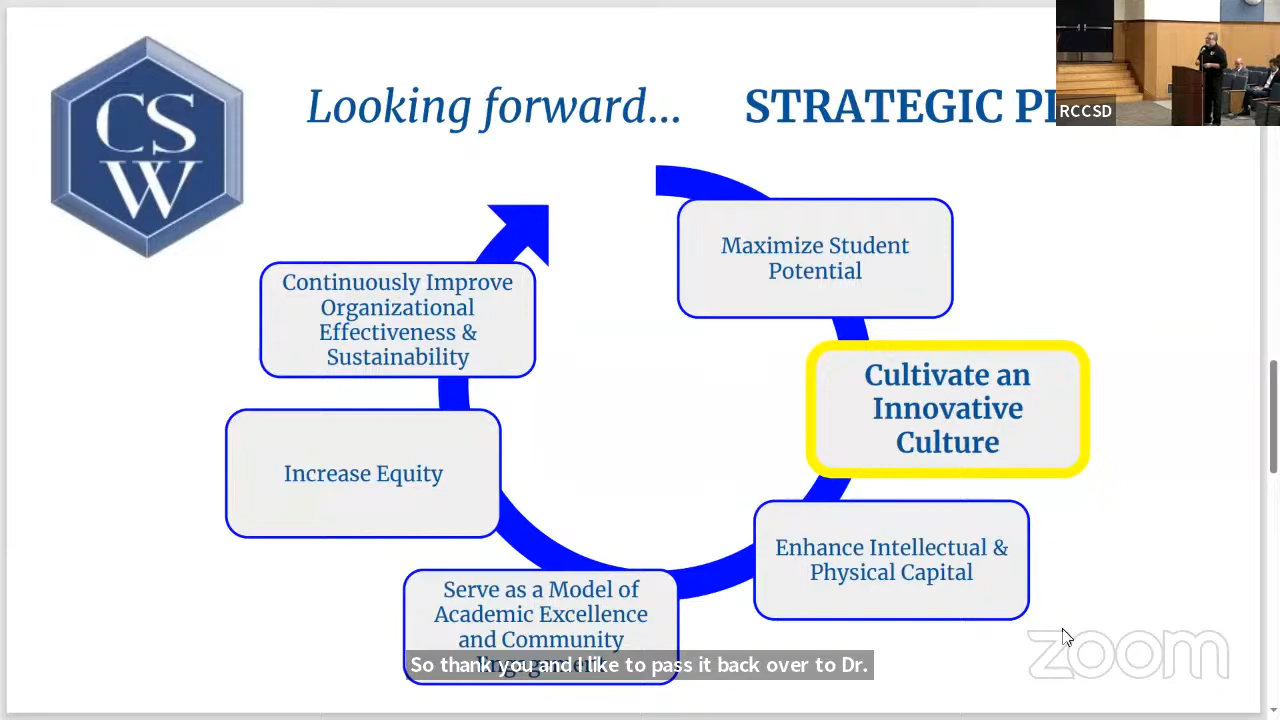 CS
W
Looking forward...
STRATEGIC
RCCSD
Maximize Student
Potential
Continuously Improve
Organizational
Effectiveness &
Sustainability
Cultivate an
Innovative
Culture
Increase Equity
Enhance Intellectual &
Physical Capital
Serve as a Model of
Academic Excellence
and Community
So thank you and I like to pass it back over to Dr.
zoom